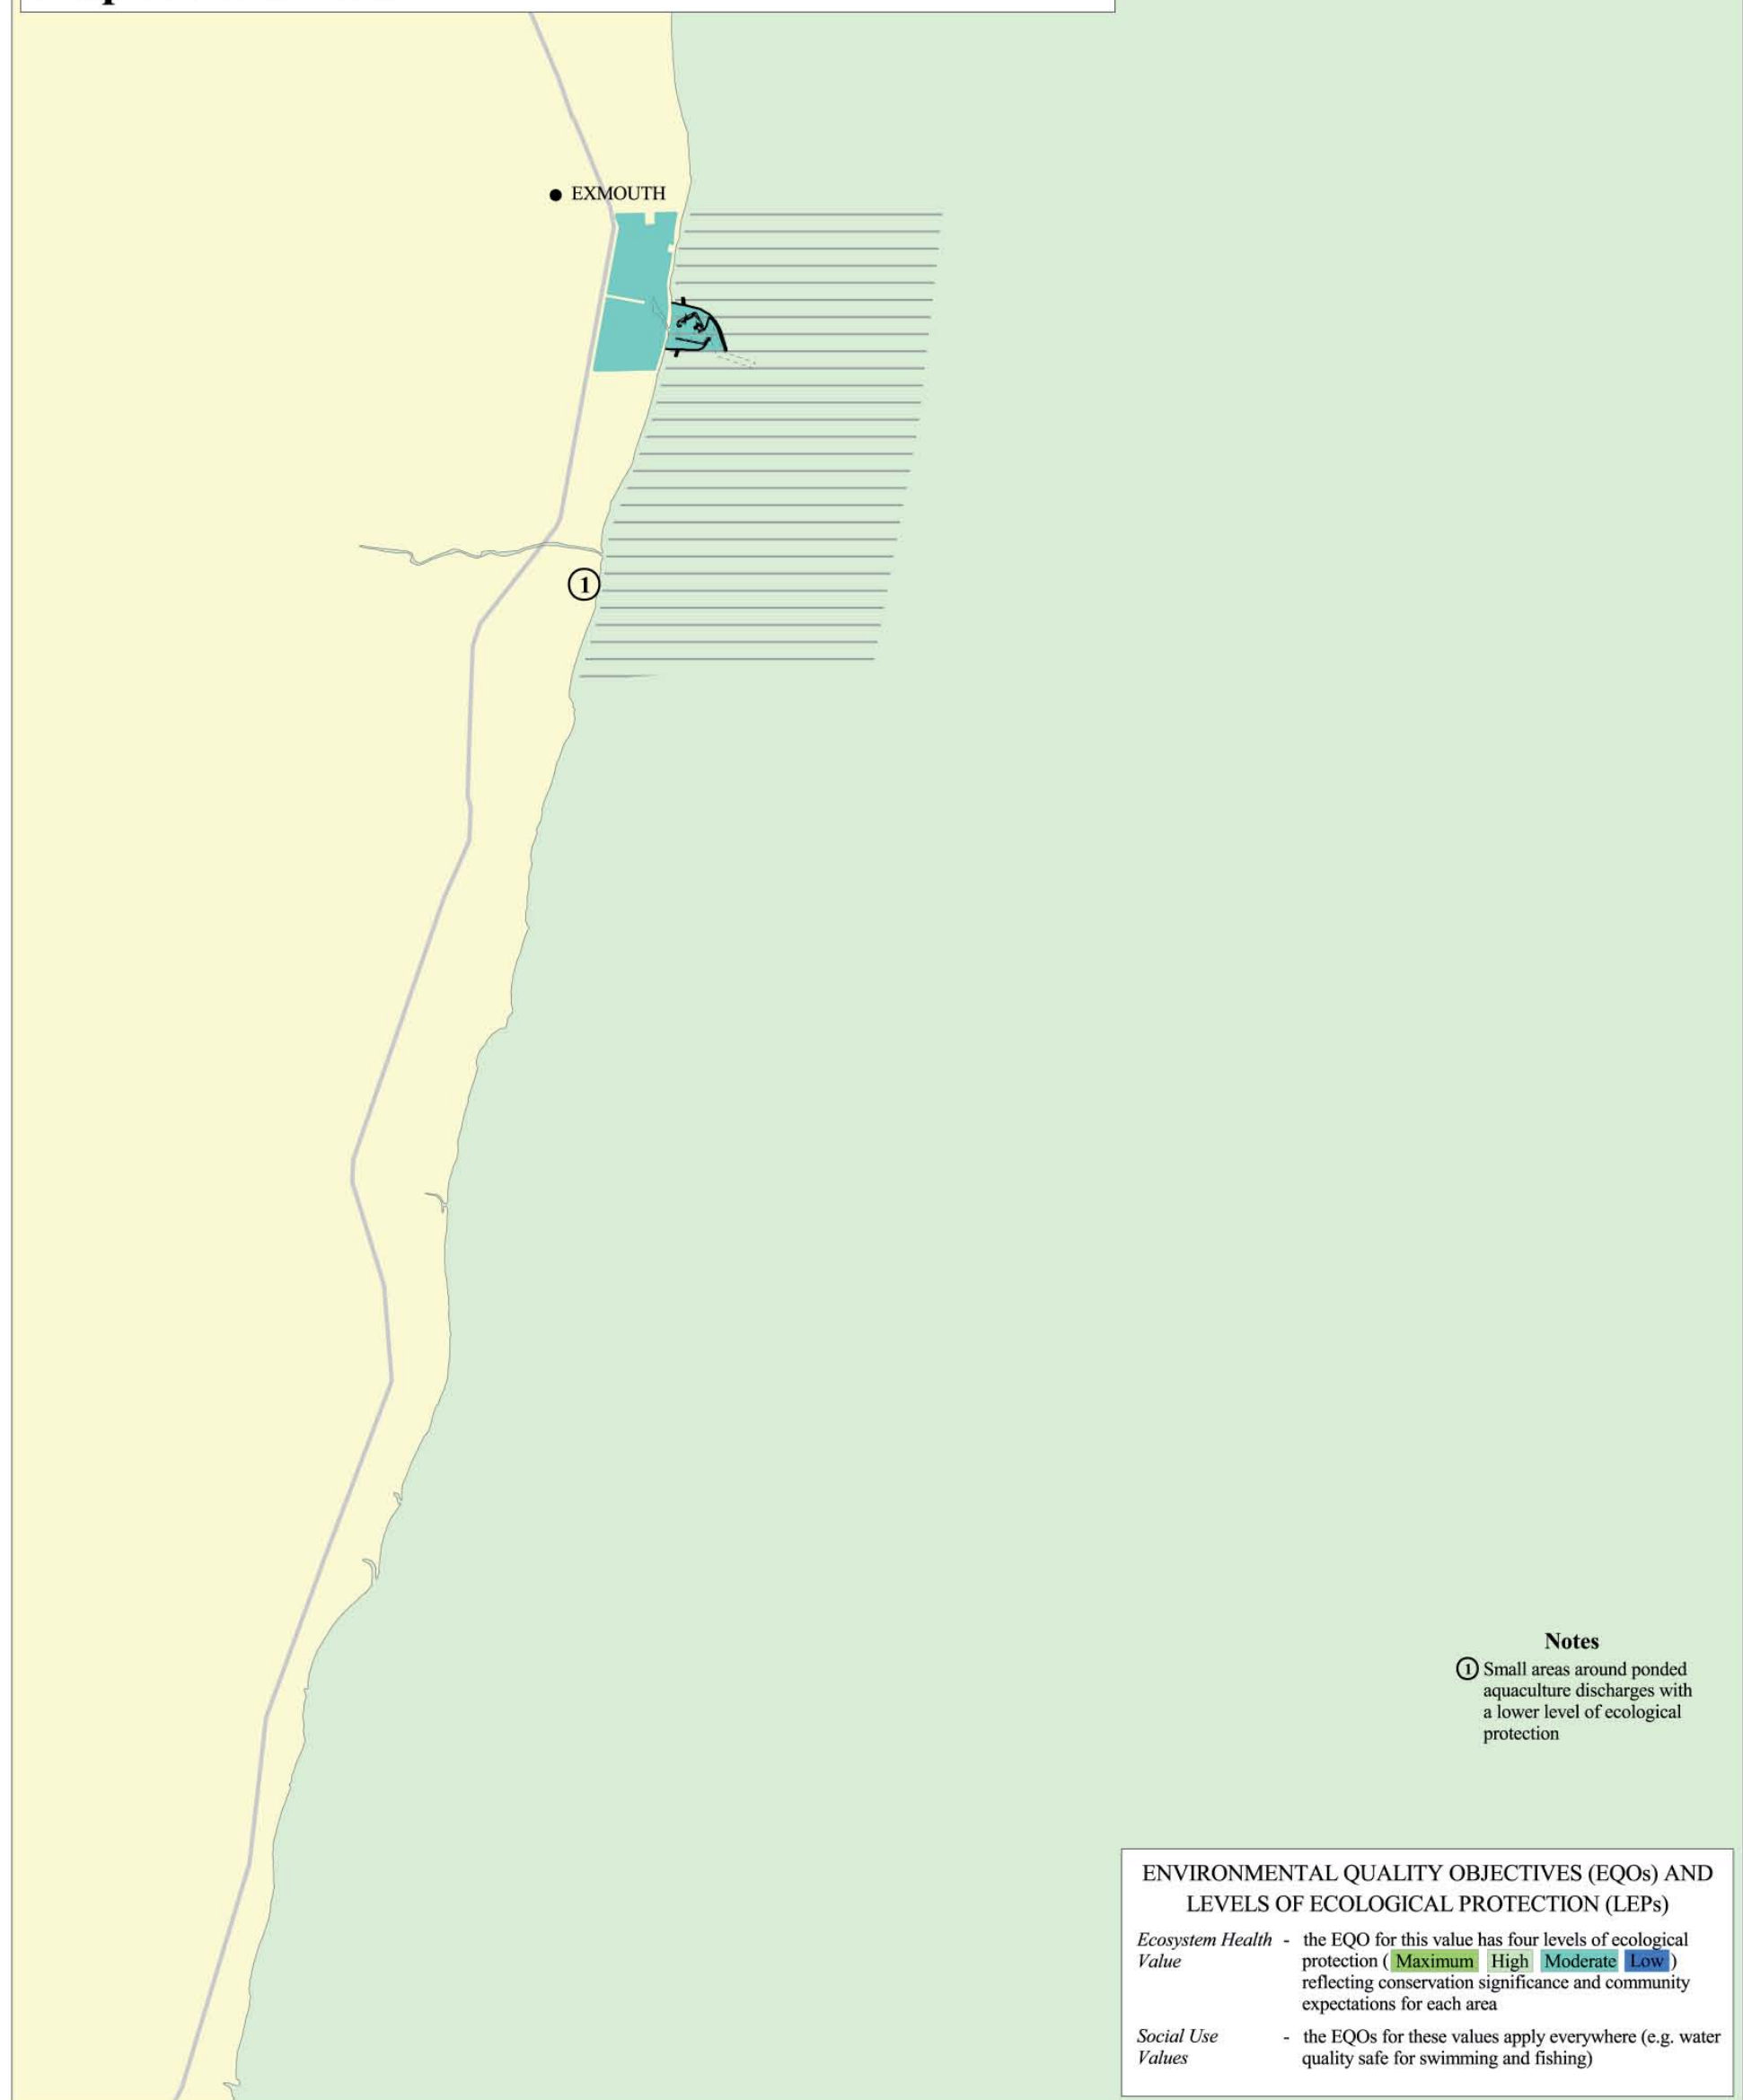 EXMOUTH
1
Notes
1 Small areas around ponded
aquaculture discharges with
a lower level of ecological
protection
ENVIRONMENTAL QUALITY OBJECTIVES (EQOs) AND
LEVELS OF ECOLOGICAL PROTECTION (LEPs)
Ecosystem Health - the EQO for this value has four levels of ecological
Value protection ( Maximum High Moderate Low )
reflecting conservation significance and community
expectations for each area
Social Use - the EQOs for these values apply everywhere (e.g. water
Values quality safe for swimming and fishing)